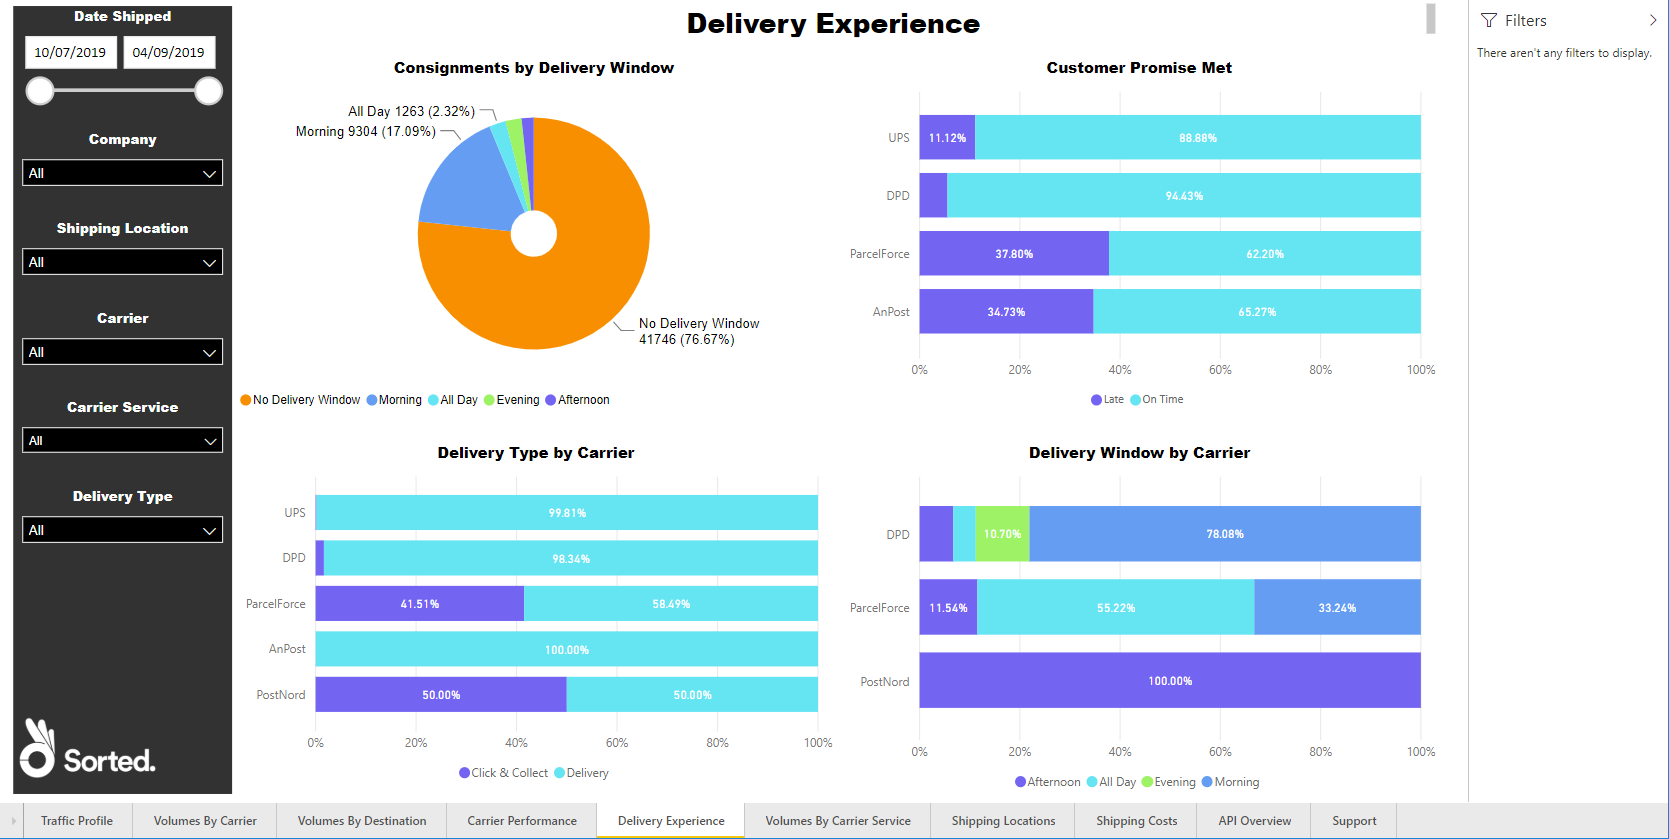 Date Shipped
10/07/2019 04/09/2019
Company
All
Shipping Location
All
Carrier
All
Carrier Service
All
Delivery Type
All
Sorted.
Delivery Experience
Consignments by Delivery Window
All Day 1263 (2.32%)
Morning 9304 (17.09%)
No Delivery Window
41746 (76.67%)
No Delivery Window Morning All Day Evening Afternoon
Customer Promise Met
UPS 11.12% 88.88%
DPD 94.43%
ParcelForce 37.80% 62.20%
AnPost 34.73% 65.27%
0% 20% 40% 60% 80% 100%
Late On Time
Delivery Type by Carrier
UPS 99.81%
DPD 98.34%
ParcelForce 41.51% 58.49%
AnPost 100.00%
PostNord 50.00% 50.00%
0% 20% 40% 60% 80% 100%
Click & Collect Delivery
Delivery Window by Carrier
DPD 10.70% 78.08%
ParcelForce 11.54% 55.22% 33.24%
PostNord 100.00%
0% 20% 40% 60% 80% 100%
Afternoon All Day Evening Morning
Filters
There aren't any filters to display.
Traffic Profile Volumes By Carrier Volumes By Destination Carrier Performance Delivery Experience Volumes By Carrier Service Shipping Locations Shipping Costs API Overview Support